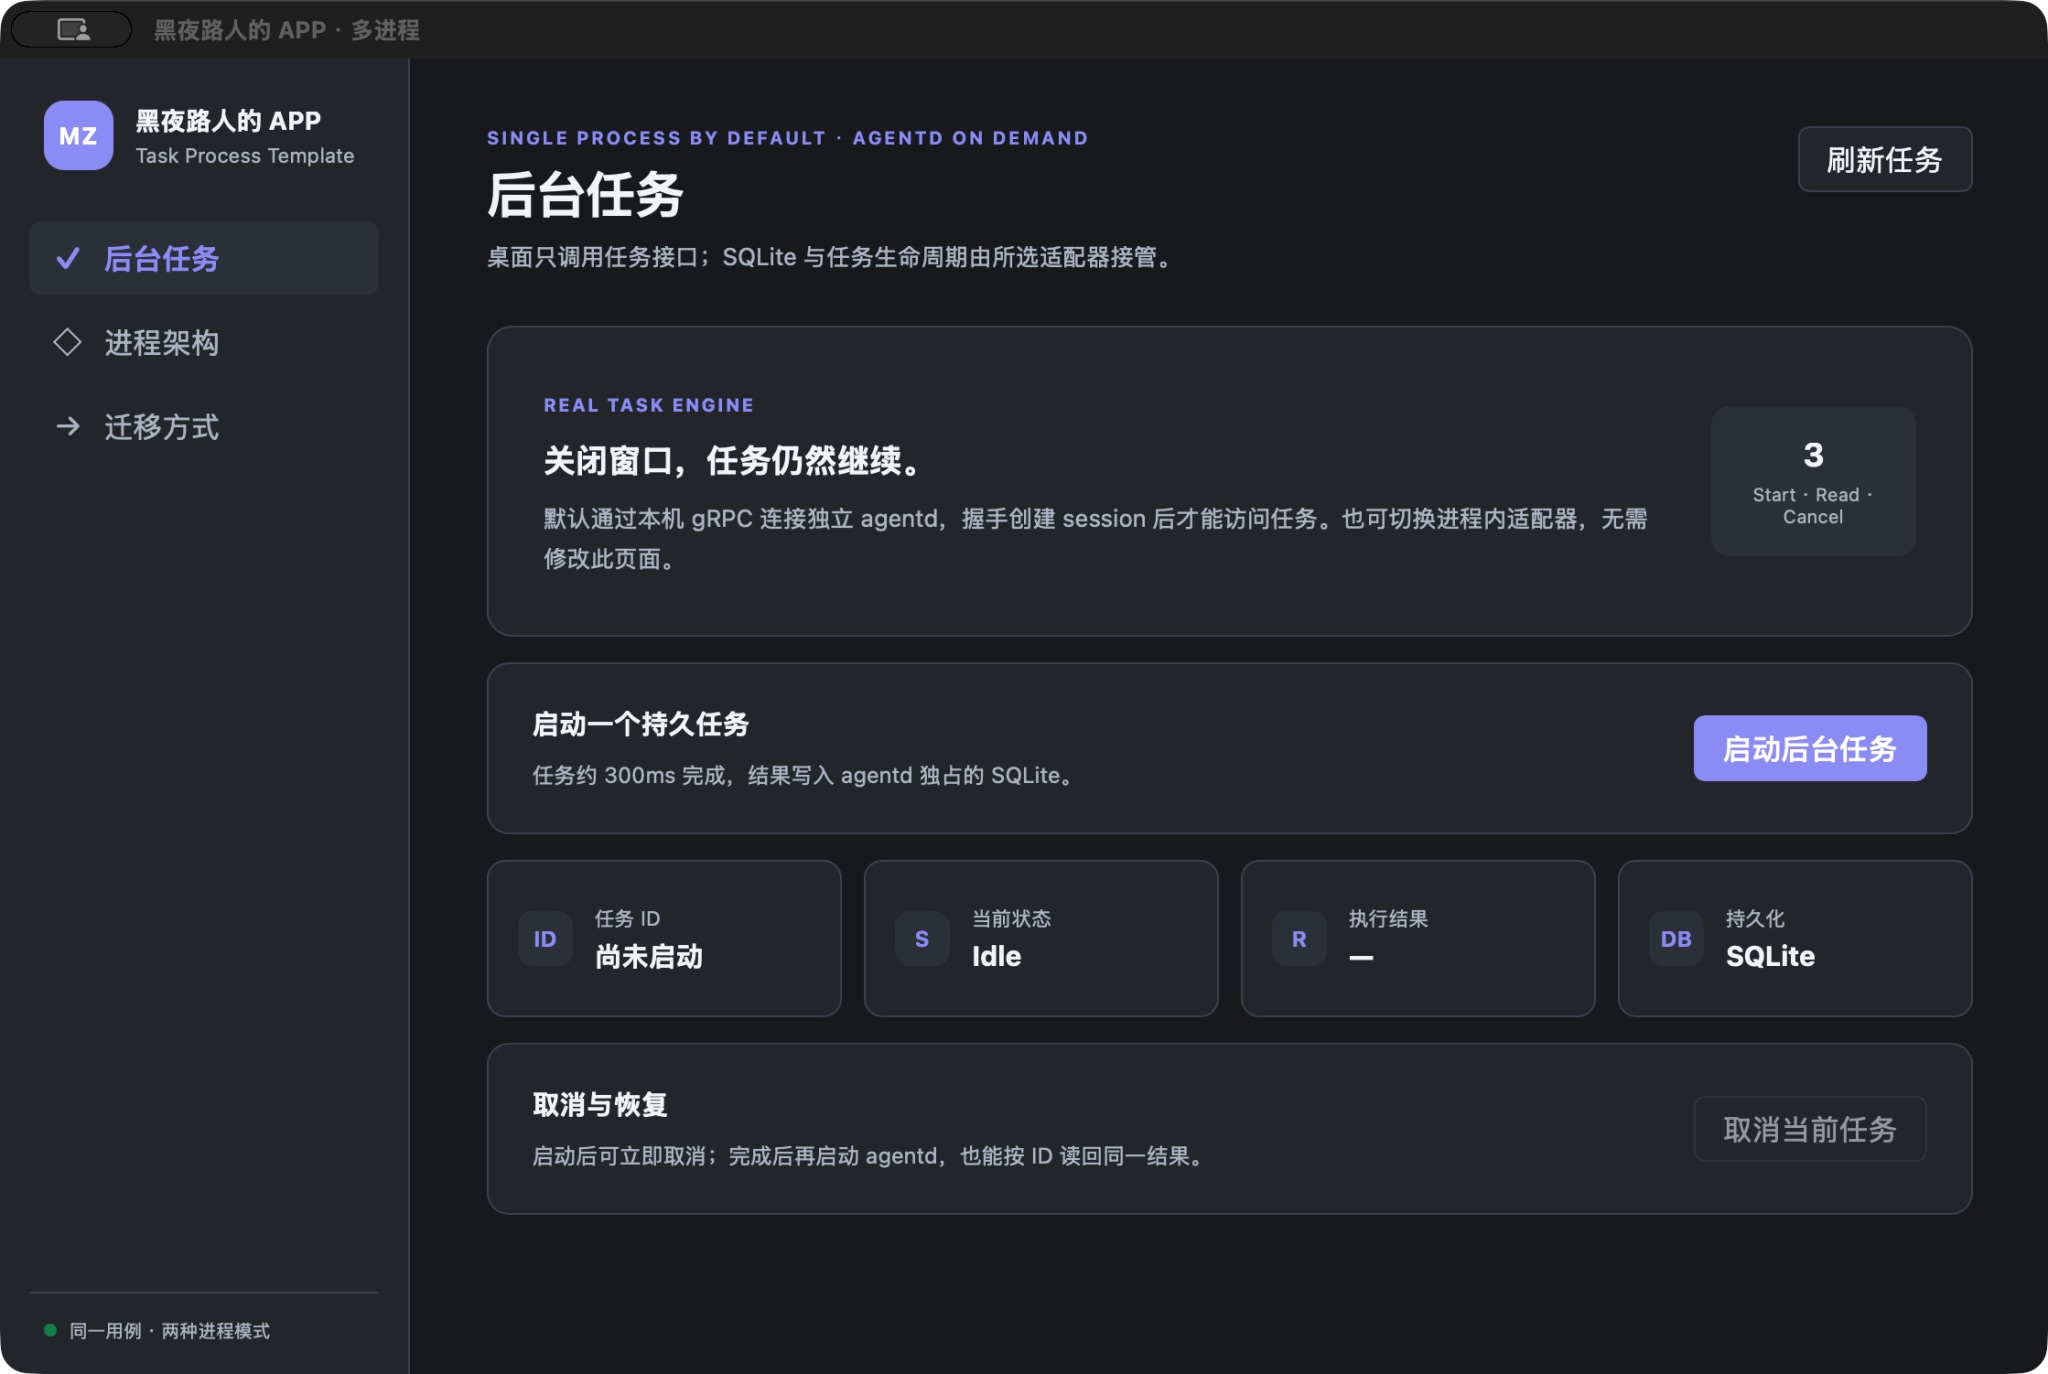 黑夜路人的 APP · 多进程
MZ
黑夜路人的 APP
Task Process Template
后台任务
进程架构
迁移方式
同一用例 · 两种进程模式
SINGLE PROCESS BY DEFAULT · AGENTD ON DEMAND
后台任务
桌面只调用任务接口；SQLite 与任务生命周期由所选适配器接管。
刷新任务
REAL TASK ENGINE
关闭窗口，任务仍然继续。
默认通过本机 gRPC 连接独立 agentd，握手创建 session 后才能访问任务。也可切换进程内适配器，无需
修改此页面。
3
Start · Read ·
Cancel
启动一个持久任务
任务约 300ms 完成，结果写入 agentd 独占的 SQLite。
启动后台任务
ID
任务 ID
尚未启动
S
当前状态
Idle
R
执行结果
—
DB
持久化
SQLite
取消与恢复
启动后可立即取消；完成后再启动 agentd，也能按 ID 读回同一结果。
取消当前任务